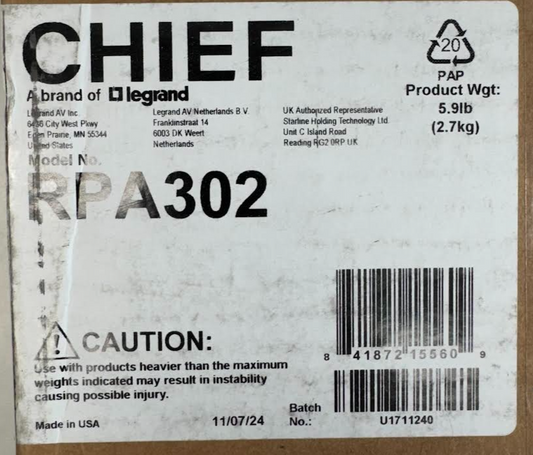 CHIEF
A brand of legrand
20
PAP
Product Wgt:
5.9lb
(2.7kg)
Legrand AV Inc.
6436 City West Pkwy
Eden Prairie, MN 55344
United States
Legrand AV Netherlands B V.
Franklinstraat 14
6003 DK Weert
Netherlands
UK Authorized Representative
Starline Holding Technology Ltd
Unit C Island Road
Reading RG2 0RP UK
Model No.
RPA302
CAUTION:
Use with products heavier than the maximum
weights indicated may result in instability
causing possible injury.
8 41872 15560 9
Made in USA
11/07/24
Batch
No.:
U1711240